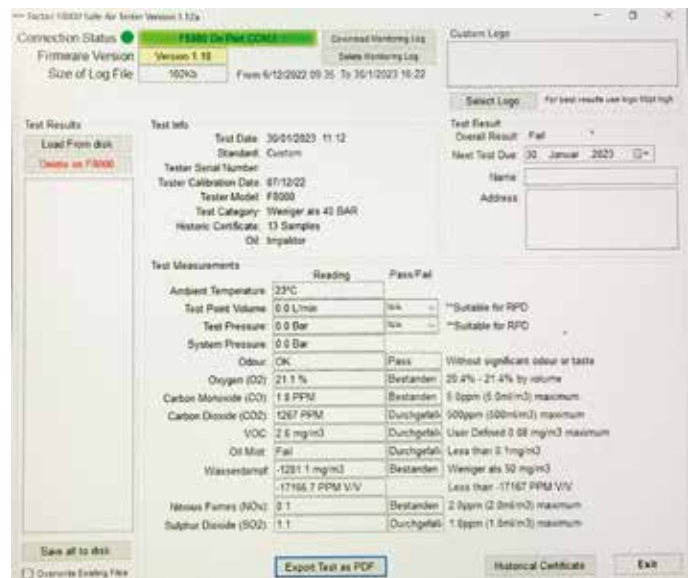 Factair F8000 Safe Air Tester Version 1.12a
Connection Status
F8000 On Port COM3
Download Monitoring Log
Custom Logo
Firmware Version
Version 1.10
Delete Monitoring Log
Size of Log File
162Kb
From 6/12/2022 09:35 To 30/1/2023 16:22
Select Logo
For best results use logo 50pt high
Test Results
Load From disk
Delete on F8000
Save all to disk
Overwrite Existing Files
Test Info
Test Date: 30/01/2023 11:12
Standard: Custom
Tester Serial Number:
Tester Calibration Date: 07/12/22
Tester Model: F8000
Test Category: Weniger als 40 BAR
Historic Certificate: 13 Samples
Oil: Impaktor
Test Result
Overall Result: Fail
Next Test Due: 30 Januar 2023
Name:
Address:
Test Measurements
Reading
Pass/Fail
Ambient Temperature 23ºC
Test Point Volume 0.0 L/min N/A **Suitable for RPD
Test Pressure 0.0 Bar N/A **Suitable for RPD
System Pressure 0.0 Bar
Odour OK Pass Without significant odour or taste
Oxygen (O2) 21.1 % Bestanden 20.4% - 21.4% by volume
Carbon Monoxide (CO) 1.8 PPM Bestanden 5.0ppm (5.0ml/m3) maximum
Carbon Dioxide (CO2) 1267 PPM Durchgefall 500ppm (500ml/m3) maximum
VOC 2.6 mg/m3 Durchgefall User Defined 0.08 mg/m3 maximum
Oil Mist Fail Durchgefall Less than 0.1mg/m3
Wasserdampf -1281.1 mg/m3 Bestanden Weniger als 50 mg/m3
-17166.7 PPM V/V Less than -17167 PPM V/V
Nitrous Fumes (NOx) 0.1 Bestanden 2.0ppm (2.0ml/m3) maximum
Sulphur Dioxide (SO2) 1.1 Durchgefall 1.0ppm (1.0ml/m3) maximum
Export Test as PDF
Historical Certificate
Exit